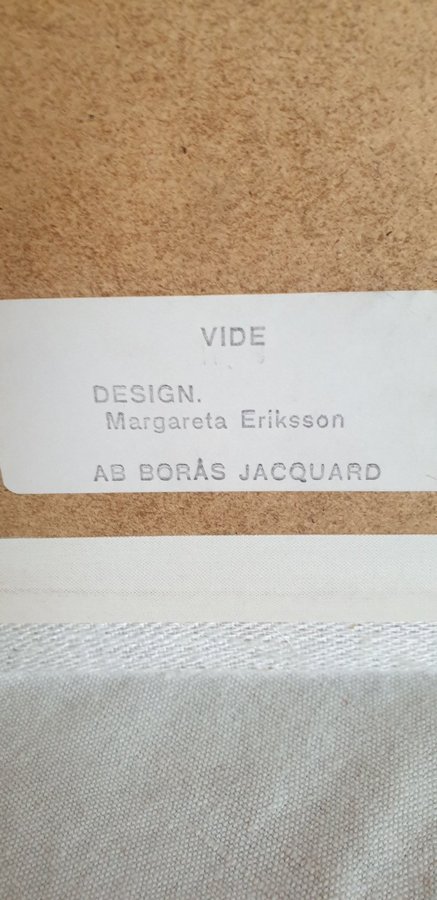 VIDE
DESIGN.
Margareta Eriksson
AB BORÅS JACQUARD